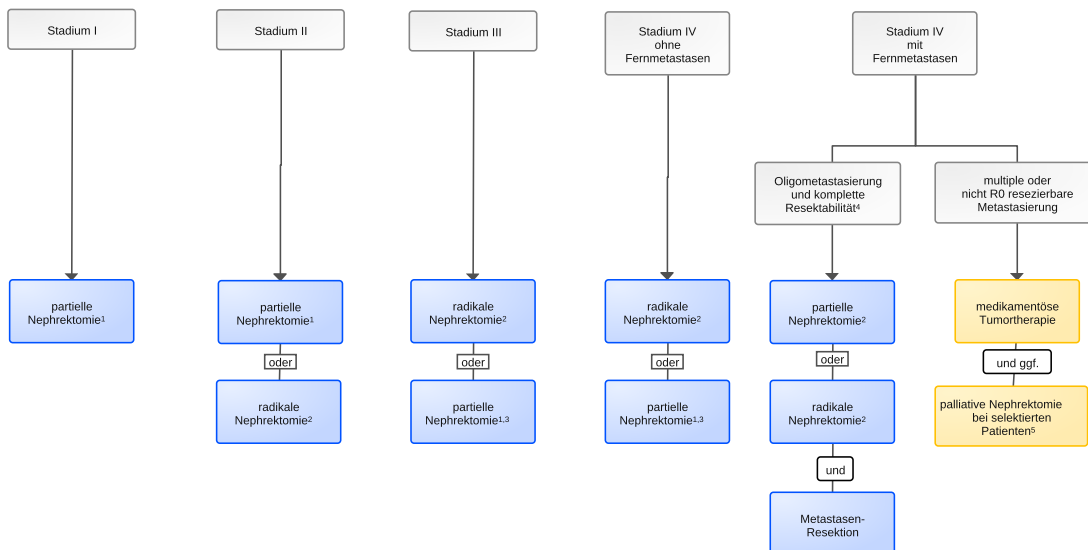 Stadium I
Stadium II
Stadium III
Stadium IV
ohne
Fernmetastasen
Stadium IV
mit
Fernmetastasen
Oligometastasierung
und komplette
Resektabilität⁴
multiple oder
nicht R0 resezierbare
Metastasierung
partielle
Nephrektomie¹
partielle
Nephrektomie¹
radikale
Nephrektomie²
radikale
Nephrektomie²
partielle
Nephrektomie²
medikamentöse
Tumortherapie
oder
oder
oder
oder
und ggf.
radikale
Nephrektomie²
partielle
Nephrektomie¹,³
partielle
Nephrektomie¹,³
radikale
Nephrektomie²
palliative Nephrektomie
bei selektierten
Patienten⁵
und
Metastasen-
Resektion